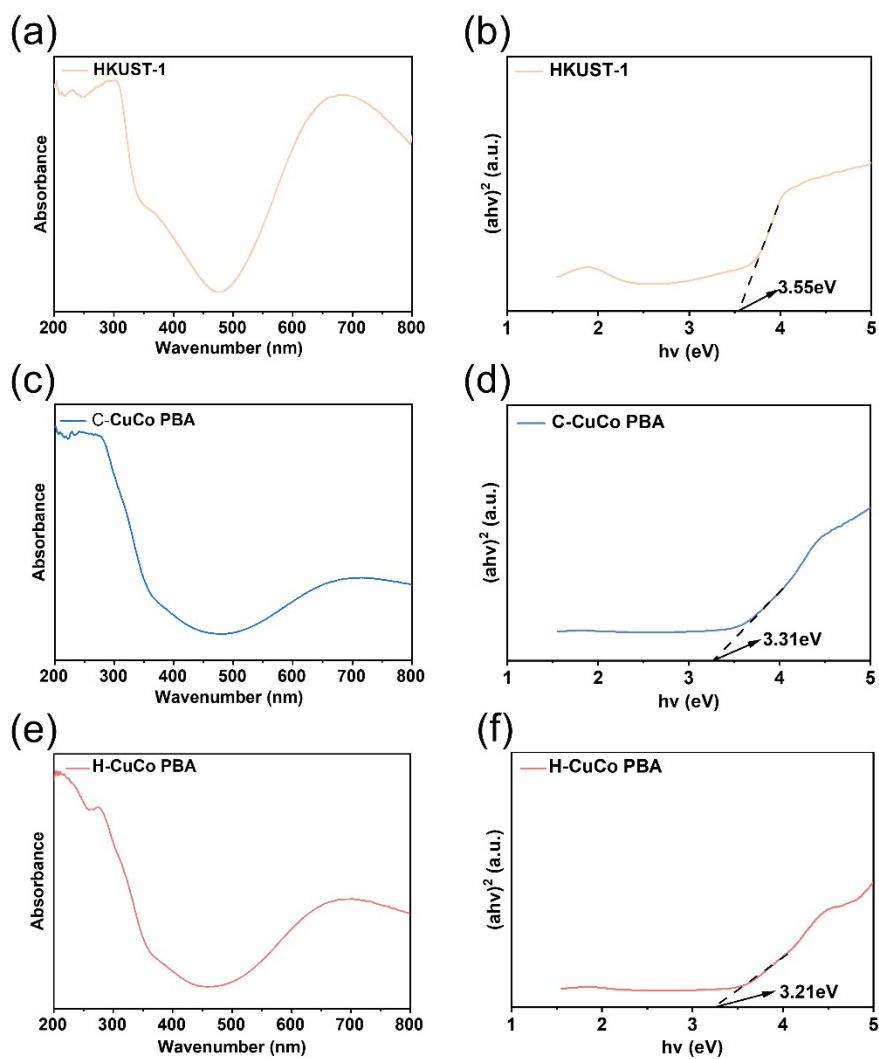 (a)
HKUST-1
Absorbance
200 300 400 500 600 700 800
Wavenumber (nm)
(b)
HKUST-1
(ahv)² (a.u.)
3.55eV
1 2 3 4 5
hv (eV)
(c)
C-CuCo PBA
Absorbance
200 300 400 500 600 700 800
Wavenumber (nm)
(d)
C-CuCo PBA
(ahv)² (a.u.)
3.31eV
1 2 3 4 5
hv (eV)
(e)
H-CuCo PBA
Absorbance
200 300 400 500 600 700 800
Wavenumber (nm)
(f)
H-CuCo PBA
(ahv)² (a.u.)
3.21eV
1 2 3 4 5
hv (eV)